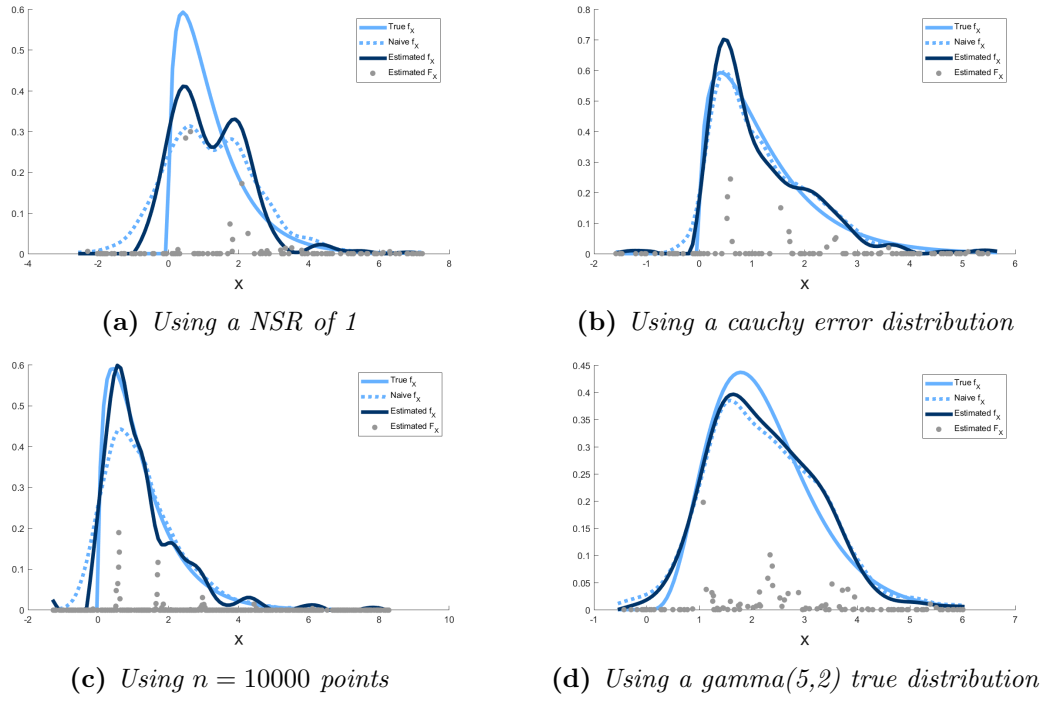 0.6
0.5
0.4
0.3
0.2
0.1
0
-4
-2
0
2
4
6
8
X
True f_X
Naive f_X
Estimated f_X
Estimated F_X
(a) Using a NSR of 1
0.8
0.7
0.6
0.5
0.4
0.3
0.2
0.1
0
-2
-1
0
1
2
3
4
5
6
X
True f_X
Naive f_X
Estimated f_X
Estimated F_X
(b) Using a cauchy error distribution
0.6
0.5
0.4
0.3
0.2
0.1
0
-2
0
2
4
6
8
10
X
True f_X
Naive f_X
Estimated f_X
Estimated F_X
(c) Using n = 10000 points
0.45
0.4
0.35
0.3
0.25
0.2
0.15
0.1
0.05
0
-1
0
1
2
3
4
5
6
7
X
True f_X
Naive f_X
Estimated f_X
Estimated F_X
(d) Using a gamma(5,2) true distribution